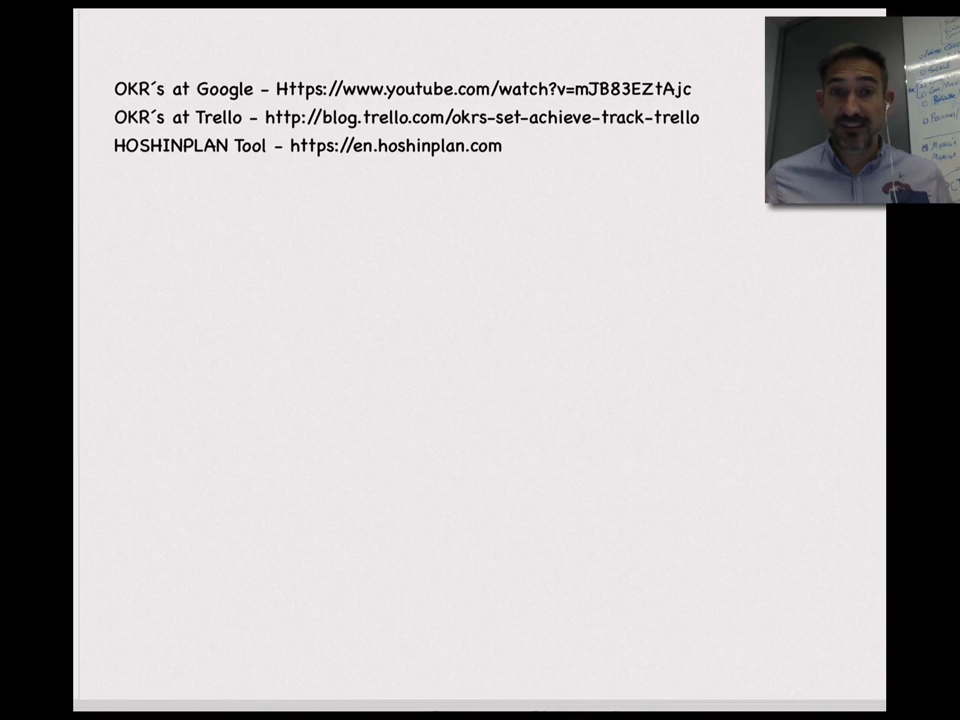 OKR´s at Google - Https://www.youtube.com/watch?v=mJB83EZtAjc
OKR´s at Trello - http://blog.trello.com/okrs-set-achieve-track-trello
HOSHINPLAN Tool - https://en.hoshinplan.com